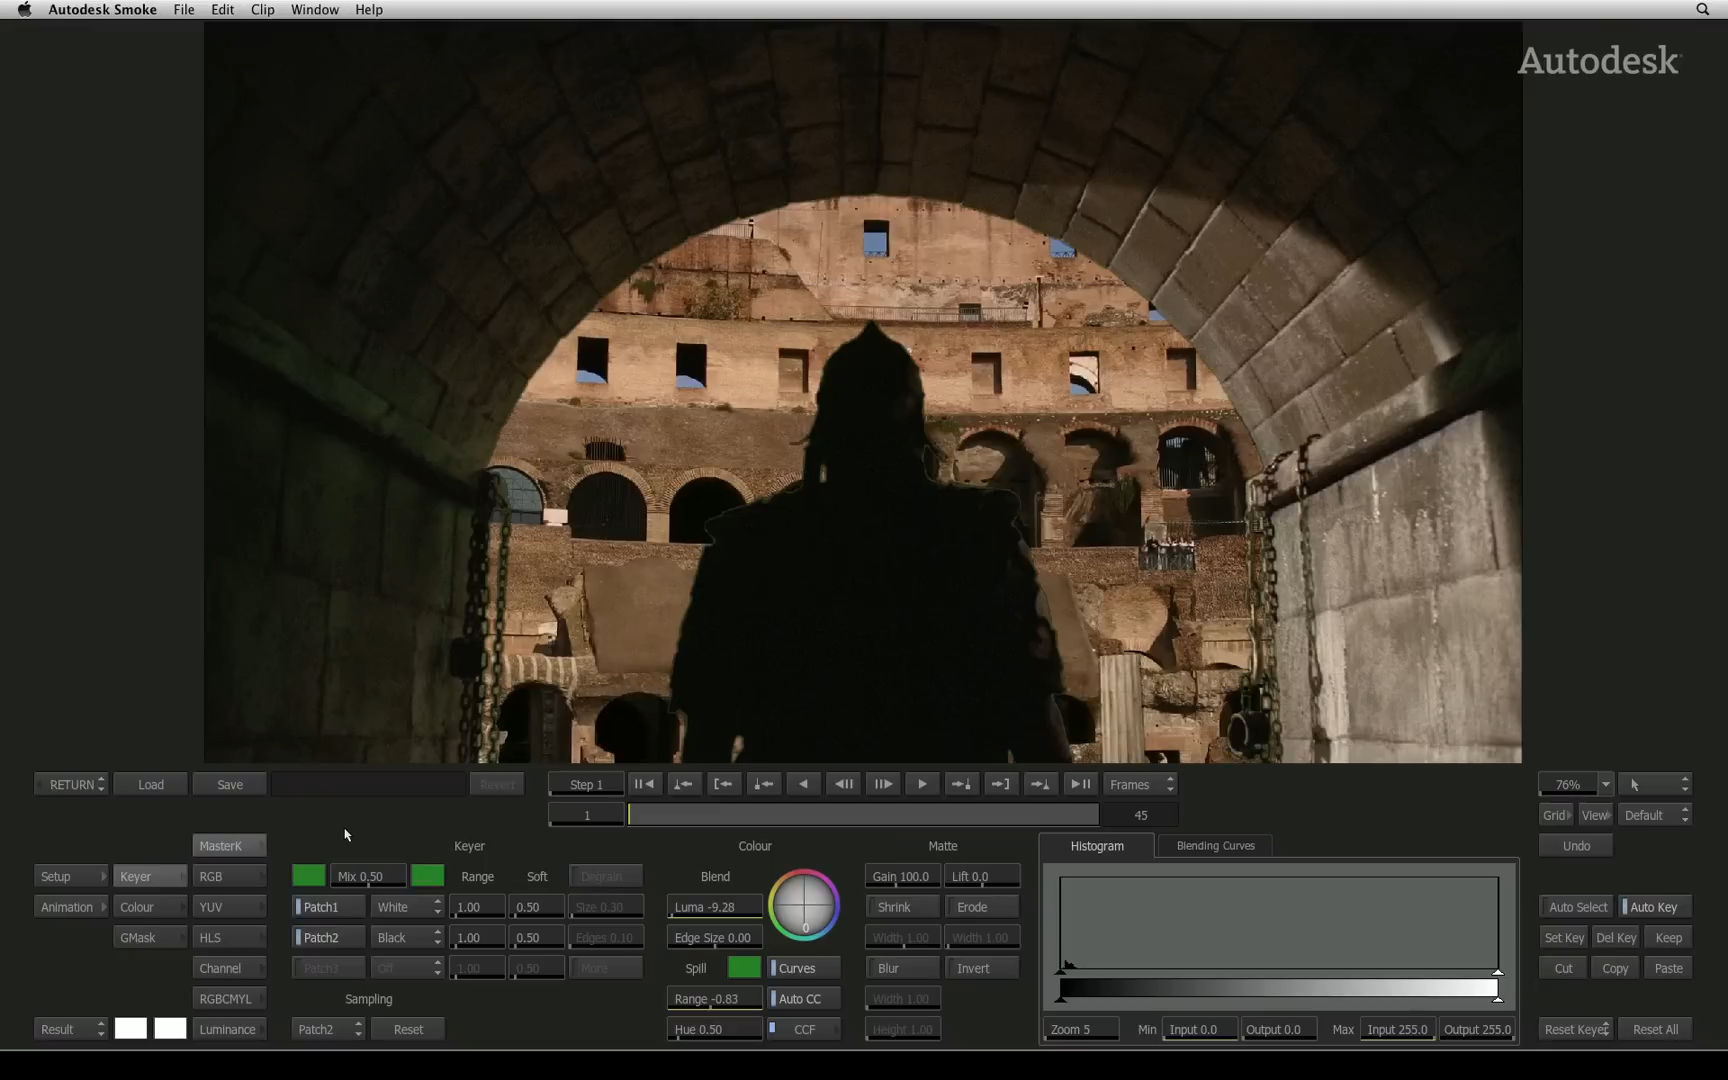 Autodesk Smoke File Edit Clip Window Help
Autodesk
RETURN Load Save Revert Step 1 Frames 76%
1 45 Grid View Default
MasterK Keyer Colour Matte Histogram Blending Curves Undo
Setup Keyer RGB Mix 0.50 Range Soft Degrain Blend Gain 100.0 Lift 0.0
Animation Colour YUV Patch1 White 1.00 0.50 Size 0.30 Luma -9.28 0 Shrink Erode Auto Select Auto Key
GMask HLS Patch2 Black 1.00 0.50 Edges 0.10 Edge Size 0.00 Width 1.00 Width 1.00 Set Key Del Key Keep
Channel Patch3 Off 1.00 0.50 More Spill Curves Blur Invert Cut Copy Paste
RGBCMYL Sampling Range -0.83 Auto CC Width 1.00
Result Luminance Patch2 Reset Hue 0.50 CCF Height 1.00 Zoom 5 Min Input 0.0 Output 0.0 Max Input 255.0 Output 255.0 Reset Keyer Reset All